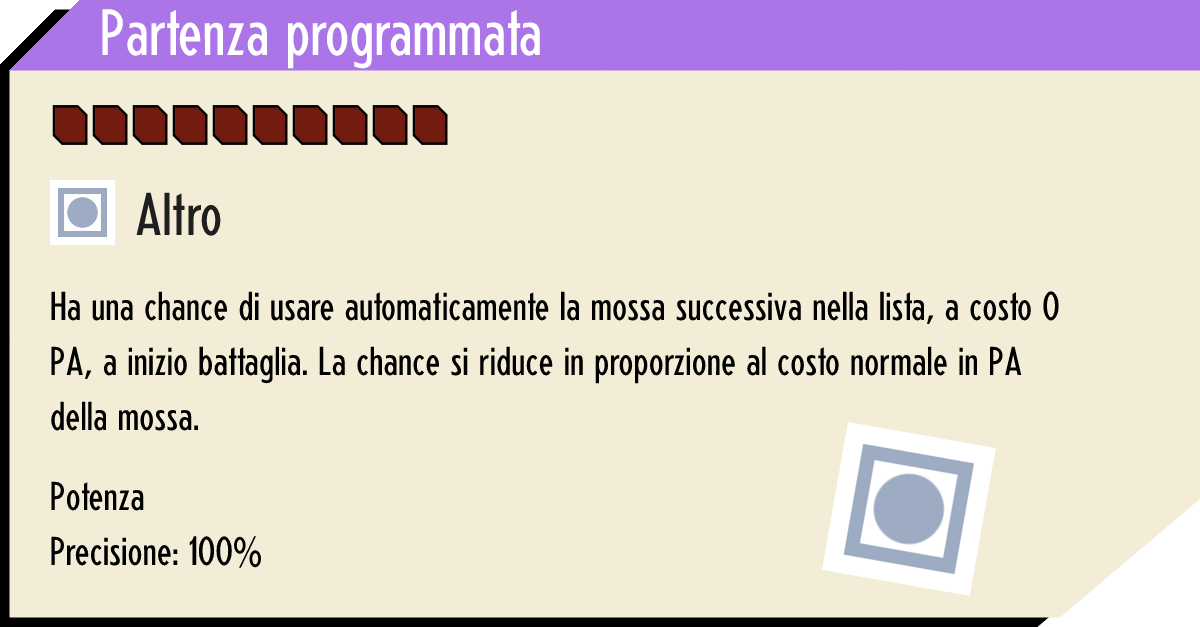 Partenza programmata
Altro
Ha una chance di usare automaticamente la mossa successiva nella lista, a costo 0
PA, a inizio battaglia. La chance si riduce in proporzione al costo normale in PA
della mossa.
Potenza
Precisione: 100%